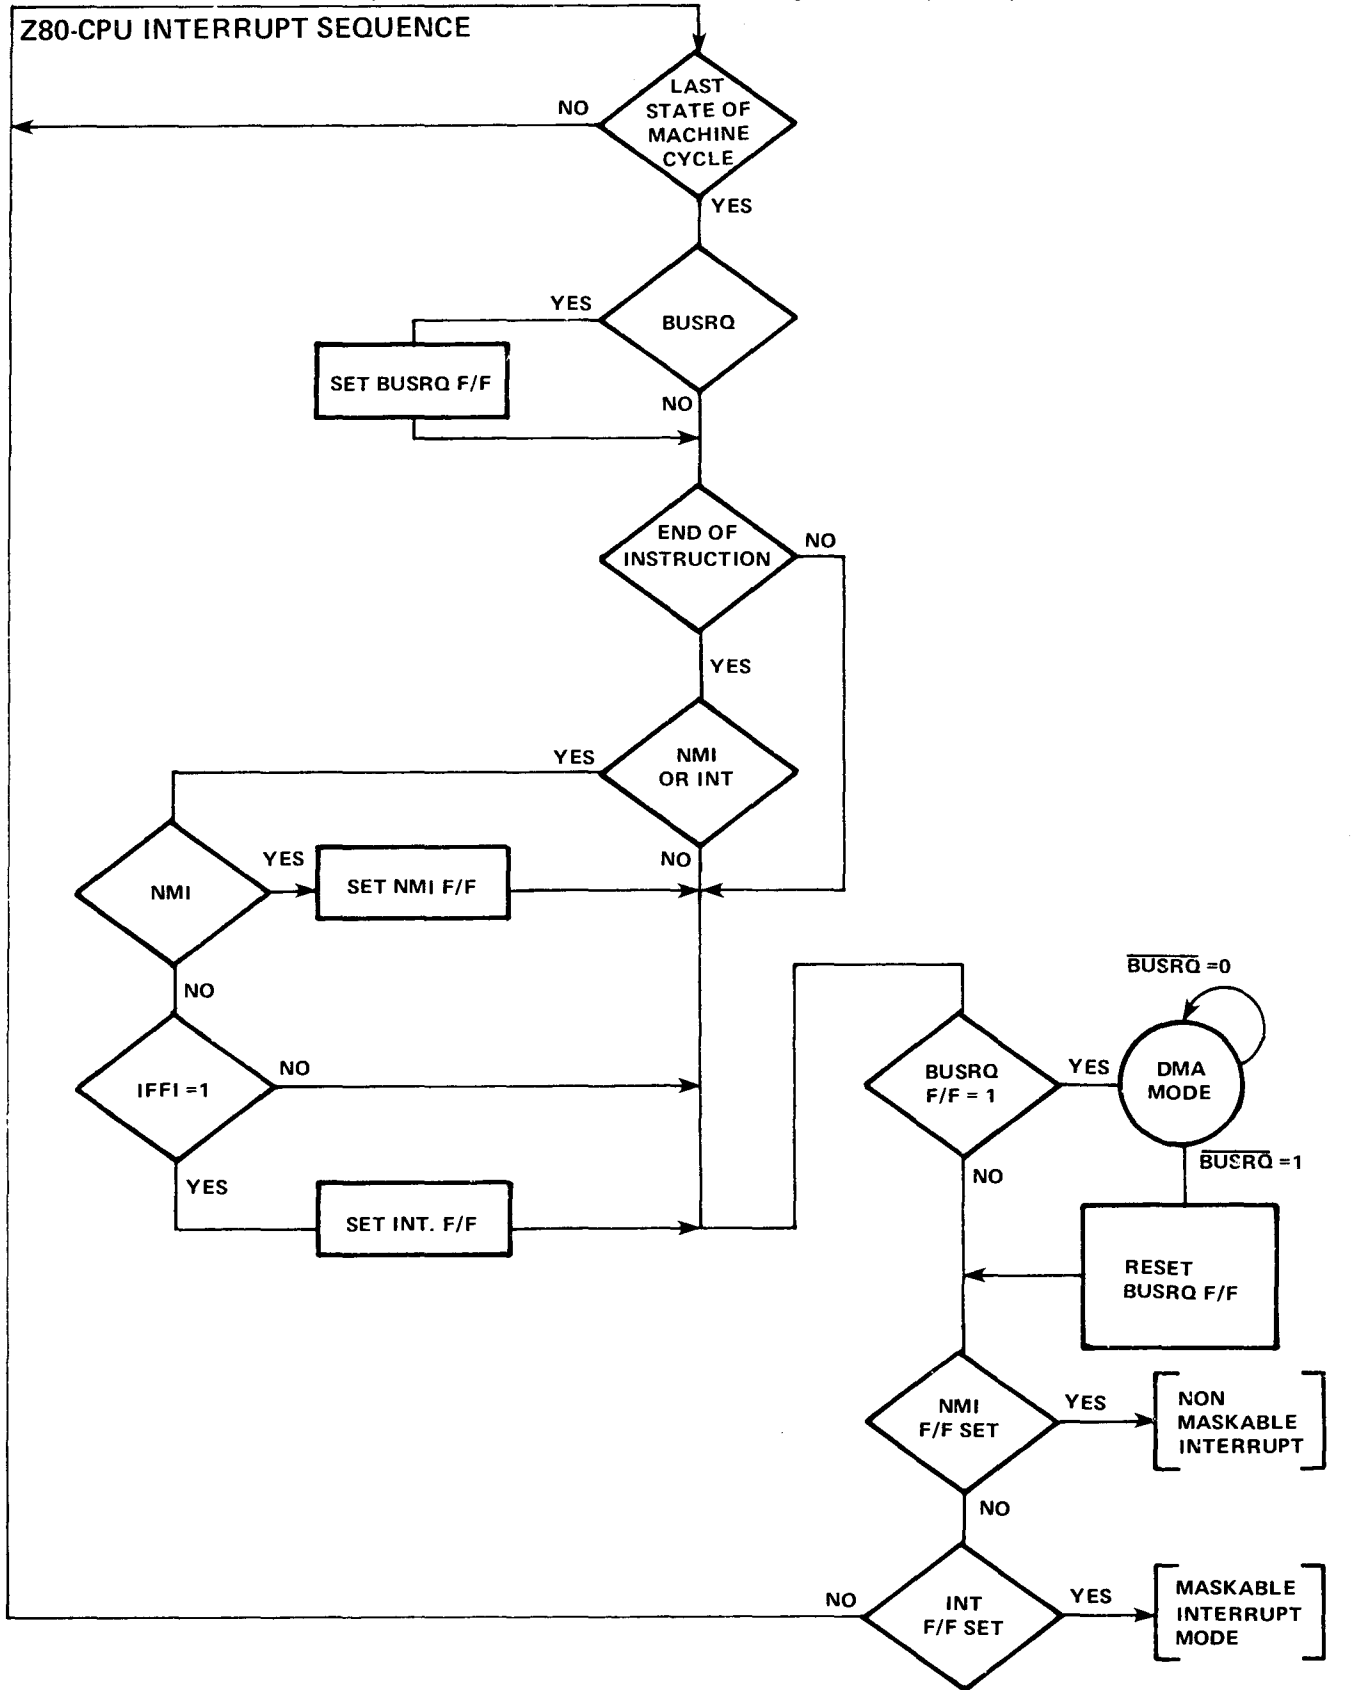 Z80-CPU INTERRUPT SEQUENCE
LAST
STATE OF
MACHINE
CYCLE
NO
YES
BUSRQ
YES
NO
SET BUSRQ F/F
END OF
INSTRUCTION
NO
YES
NMI
OR INT
YES
NO
NMI
YES
SET NMI F/F
NO
IFFI =1
NO
YES
SET INT. F/F
BUSRQ
F/F = 1
YES
NO
BUSRQ =0
DMA
MODE
BUSRQ =1
RESET
BUSRQ F/F
NMI
F/F SET
YES
NON
MASKABLE
INTERRUPT
NO
INT
F/F SET
NO
YES
MASKABLE
INTERRUPT
MODE